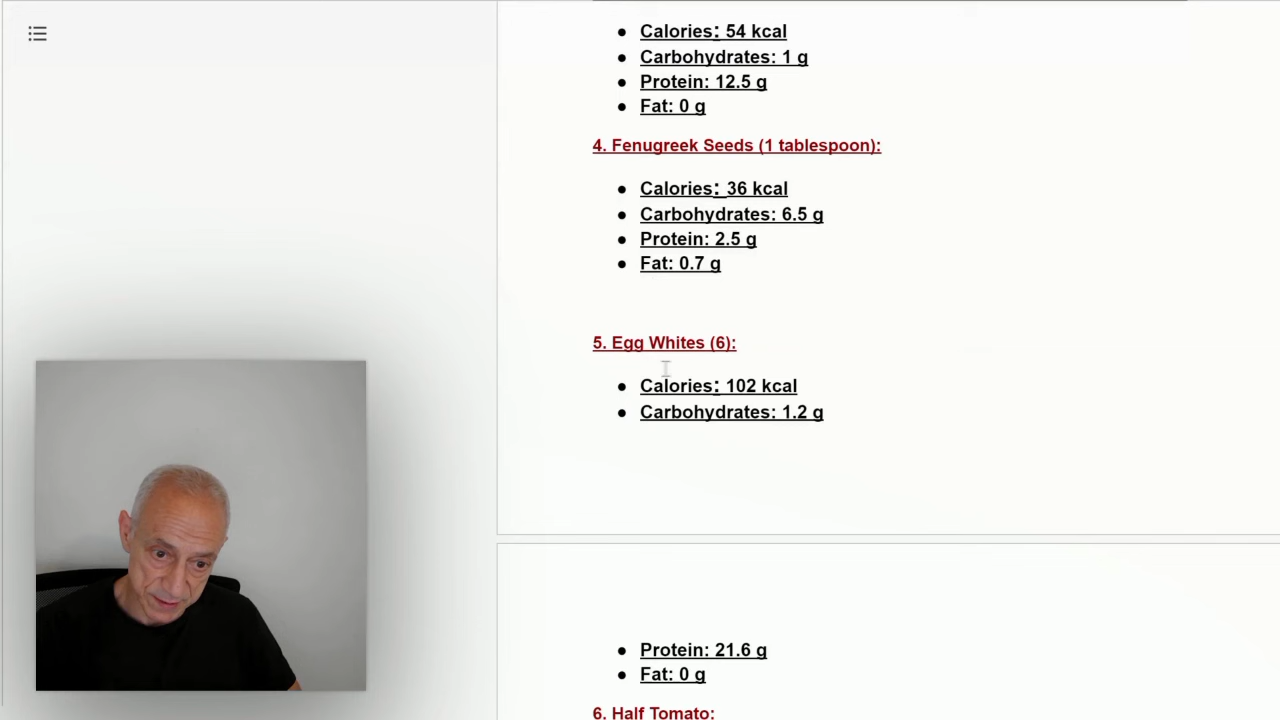 Calories: 54 kcal
Carbohydrates: 1 g
Protein: 12.5 g
Fat: 0 g
4. Fenugreek Seeds (1 tablespoon):
Calories: 36 kcal
Carbohydrates: 6.5 g
Protein: 2.5 g
Fat: 0.7 g
5. Egg Whites (6):
Calories: 102 kcal
Carbohydrates: 1.2 g
Protein: 21.6 g
Fat: 0 g
6. Half Tomato: